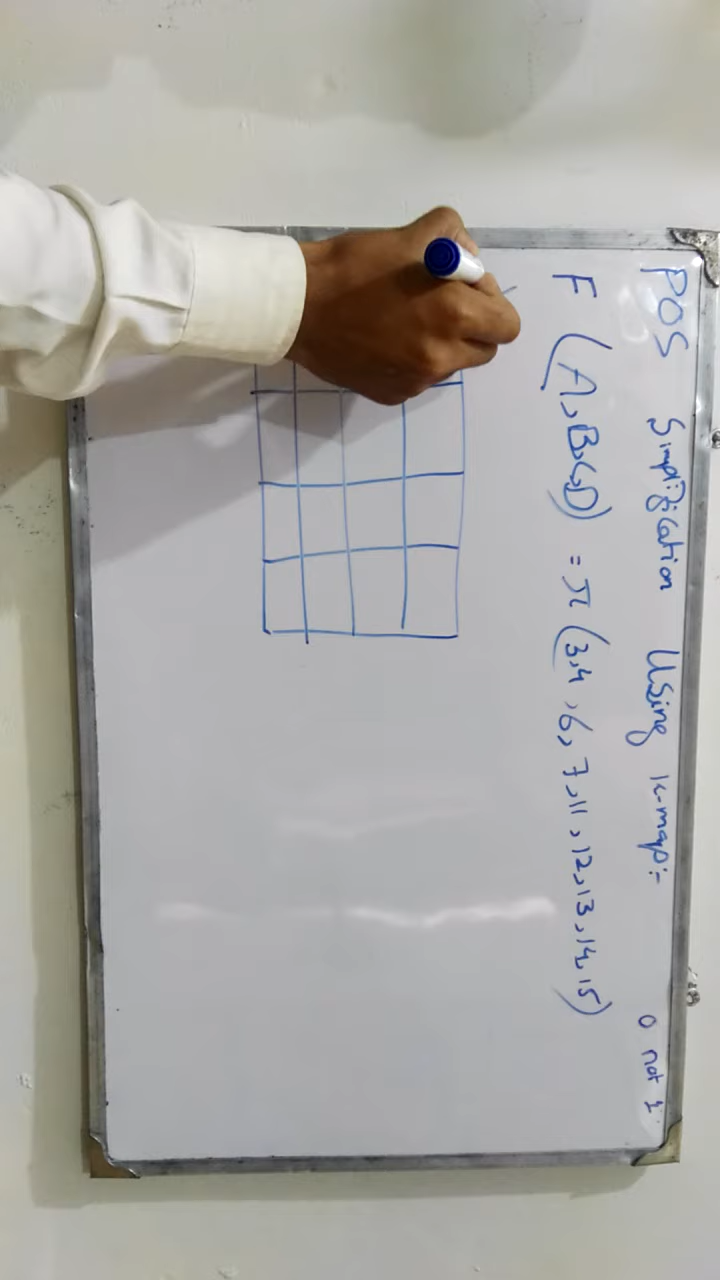 POS Simplification Using k-map:-
0 not 1
F (A,B,C,D) = π (3,4,6,7,11,12,13,14,15)